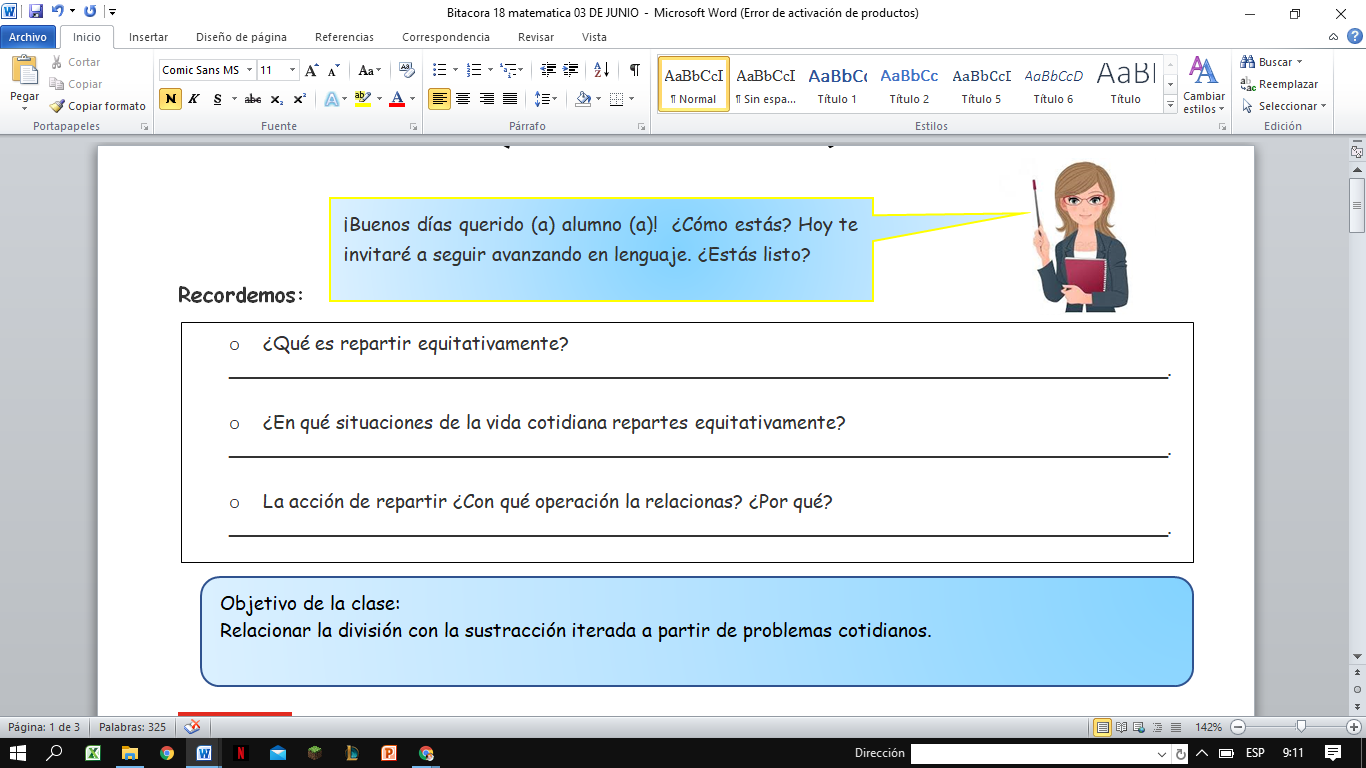 Bitacora 18 matematica 03 DE JUNIO - Microsoft Word (Error de activación de productos)
Archivo Inicio Insertar Diseño de página Referencias Correspondencia Revisar Vista
Pegar
Cortar
Copiar
Copiar formato
Portapapeles
Comic Sans MS 11
N K S abc x₂ x² A ab A
Aa
Fuente
Párrafo
AaBbCcI AaBbCcI AaBbCc AaBbCc AaBbCcI AaBbCcD AaBl
¶ Normal ¶ Sin espa... Título 1 Título 2 Título 5 Título 6 Título
Cambiar estilos
Estilos
Buscar
Reemplazar
Seleccionar
Edición
¡Buenos días querido (a) alumno (a)! ¿Cómo estás? Hoy te
invitaré a seguir avanzando en lenguaje. ¿Estás listo?
Recordemos:
o ¿Qué es repartir equitativamente?
.
o ¿En qué situaciones de la vida cotidiana repartes equitativamente?
.
o La acción de repartir ¿Con qué operación la relacionas? ¿Por qué?
.
Objetivo de la clase:
Relacionar la división con la sustracción iterada a partir de problemas cotidianos.
Página: 1 de 3 Palabras: 325 142%
Dirección ESP 9:11